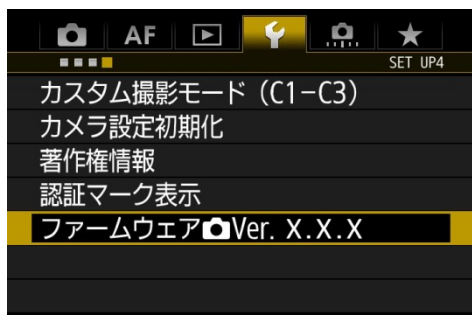 AF
SET UP4
カスタム撮影モード（C1-C3）
カメラ設定初期化
著作権情報
認証マーク表示
ファームウェア Ver. X.X.X